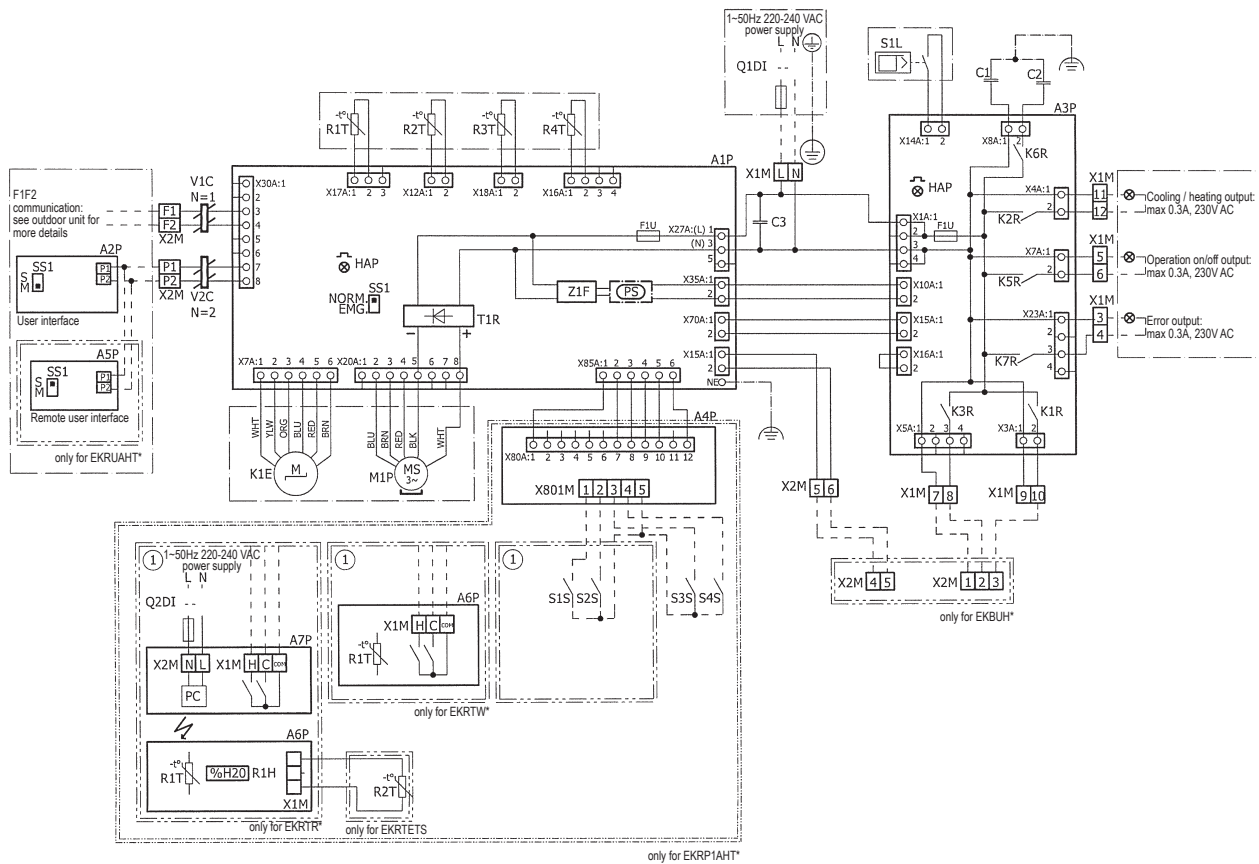 1~50Hz 220-240 VAC
power supply
L N
Q1DI
S1L
C1
C2
A3P
X14A:1 2
X8A:1 2
K6R
-t° R1T
-t° R2T
-t° R3T
-t° R4T
A1P
X17A:1 2 3
X12A:1 2
X18A:1 2
X16A:1 2 3 4
X1M L N
F1F2
communication:
see outdoor unit for
more details
V1C
N=1
F1
F2
X2M
X30A:1
2
3
4
5
6
7
8
A2P
SS1
S
M
P1
P2
User interface
P1
P2
X2M
V2C
N=2
A5P
SS1
S
M
P1
P2
Remote user interface
only for EKRUAHT*
HAP
NORM.
EMG.
SS1
T1R
- +
F1U
X27A:(L) 1
(N) 3
5
C3
Z1F
PS
X35A:1
2
X70A:1
2
X15A:1
2
NE
X1A:1
2
3
4
F1U
X10A:1
2
X15A:1
2
X16A:1
2
HAP
K2R
X4A:1
2
X1M
11
12
Cooling / heating output:
max 0.3A, 230V AC
K5R
X7A:1
2
X1M
5
6
Operation on/off output:
max 0.3A, 230V AC
K7R
X23A:1
2
3
4
X1M
3
4
Error output:
max 0.3A, 230V AC
K3R
K1R
X5A:1 2 3 4
X3A:1 2
X1M 7 8
X1M 9 10
X7A:1 2 3 4 5 6
X20A:1 2 3 4 5 6 7 8
X85A:1 2 3 4 5 6
WHT
YLW
ORG
BLU
RED
BRN
K1E
M
BLU
BRN
RED
BLK
WHT
M1P
MS
3~
A4P
X80A:1 2 3 4 5 6 7 8 9 10 11 12
X801M 1 2 3 4 5
X2M 5 6
X2M 4 5
X2M 1 2 3
only for EKBUH*
1
1~50Hz 220-240 VAC
power supply
L N
Q2DI
A7P
X2M N L
X1M H C COM
PC
A6P
-t° R1T
%H20 R1H
X1M
only for EKRTR*
-t° R2T
only for EKRTETS
1
A6P
X1M H C COM
-t° R1T
only for EKRTW*
1
S1S S2S
S3S S4S
only for EKRP1AHT*